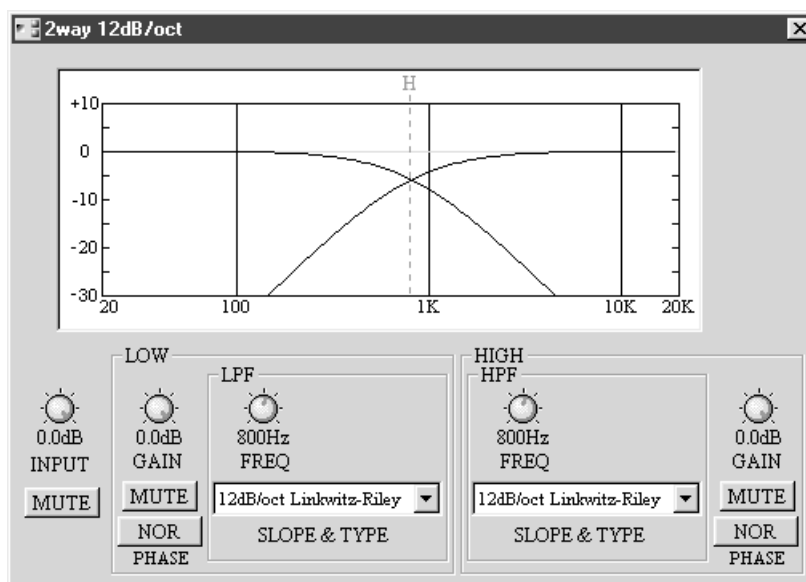 2way 12dB/oct
H
+10
0
-10
-20
-30
20 100 1K 10K 20K
LOW
HIGH
LPF
HPF
0.0dB
INPUT
MUTE
0.0dB
GAIN
MUTE
NOR
PHASE
800Hz
FREQ
12dB/oct Linkwitz-Riley
SLOPE & TYPE
800Hz
FREQ
12dB/oct Linkwitz-Riley
SLOPE & TYPE
0.0dB
GAIN
MUTE
NOR
PHASE